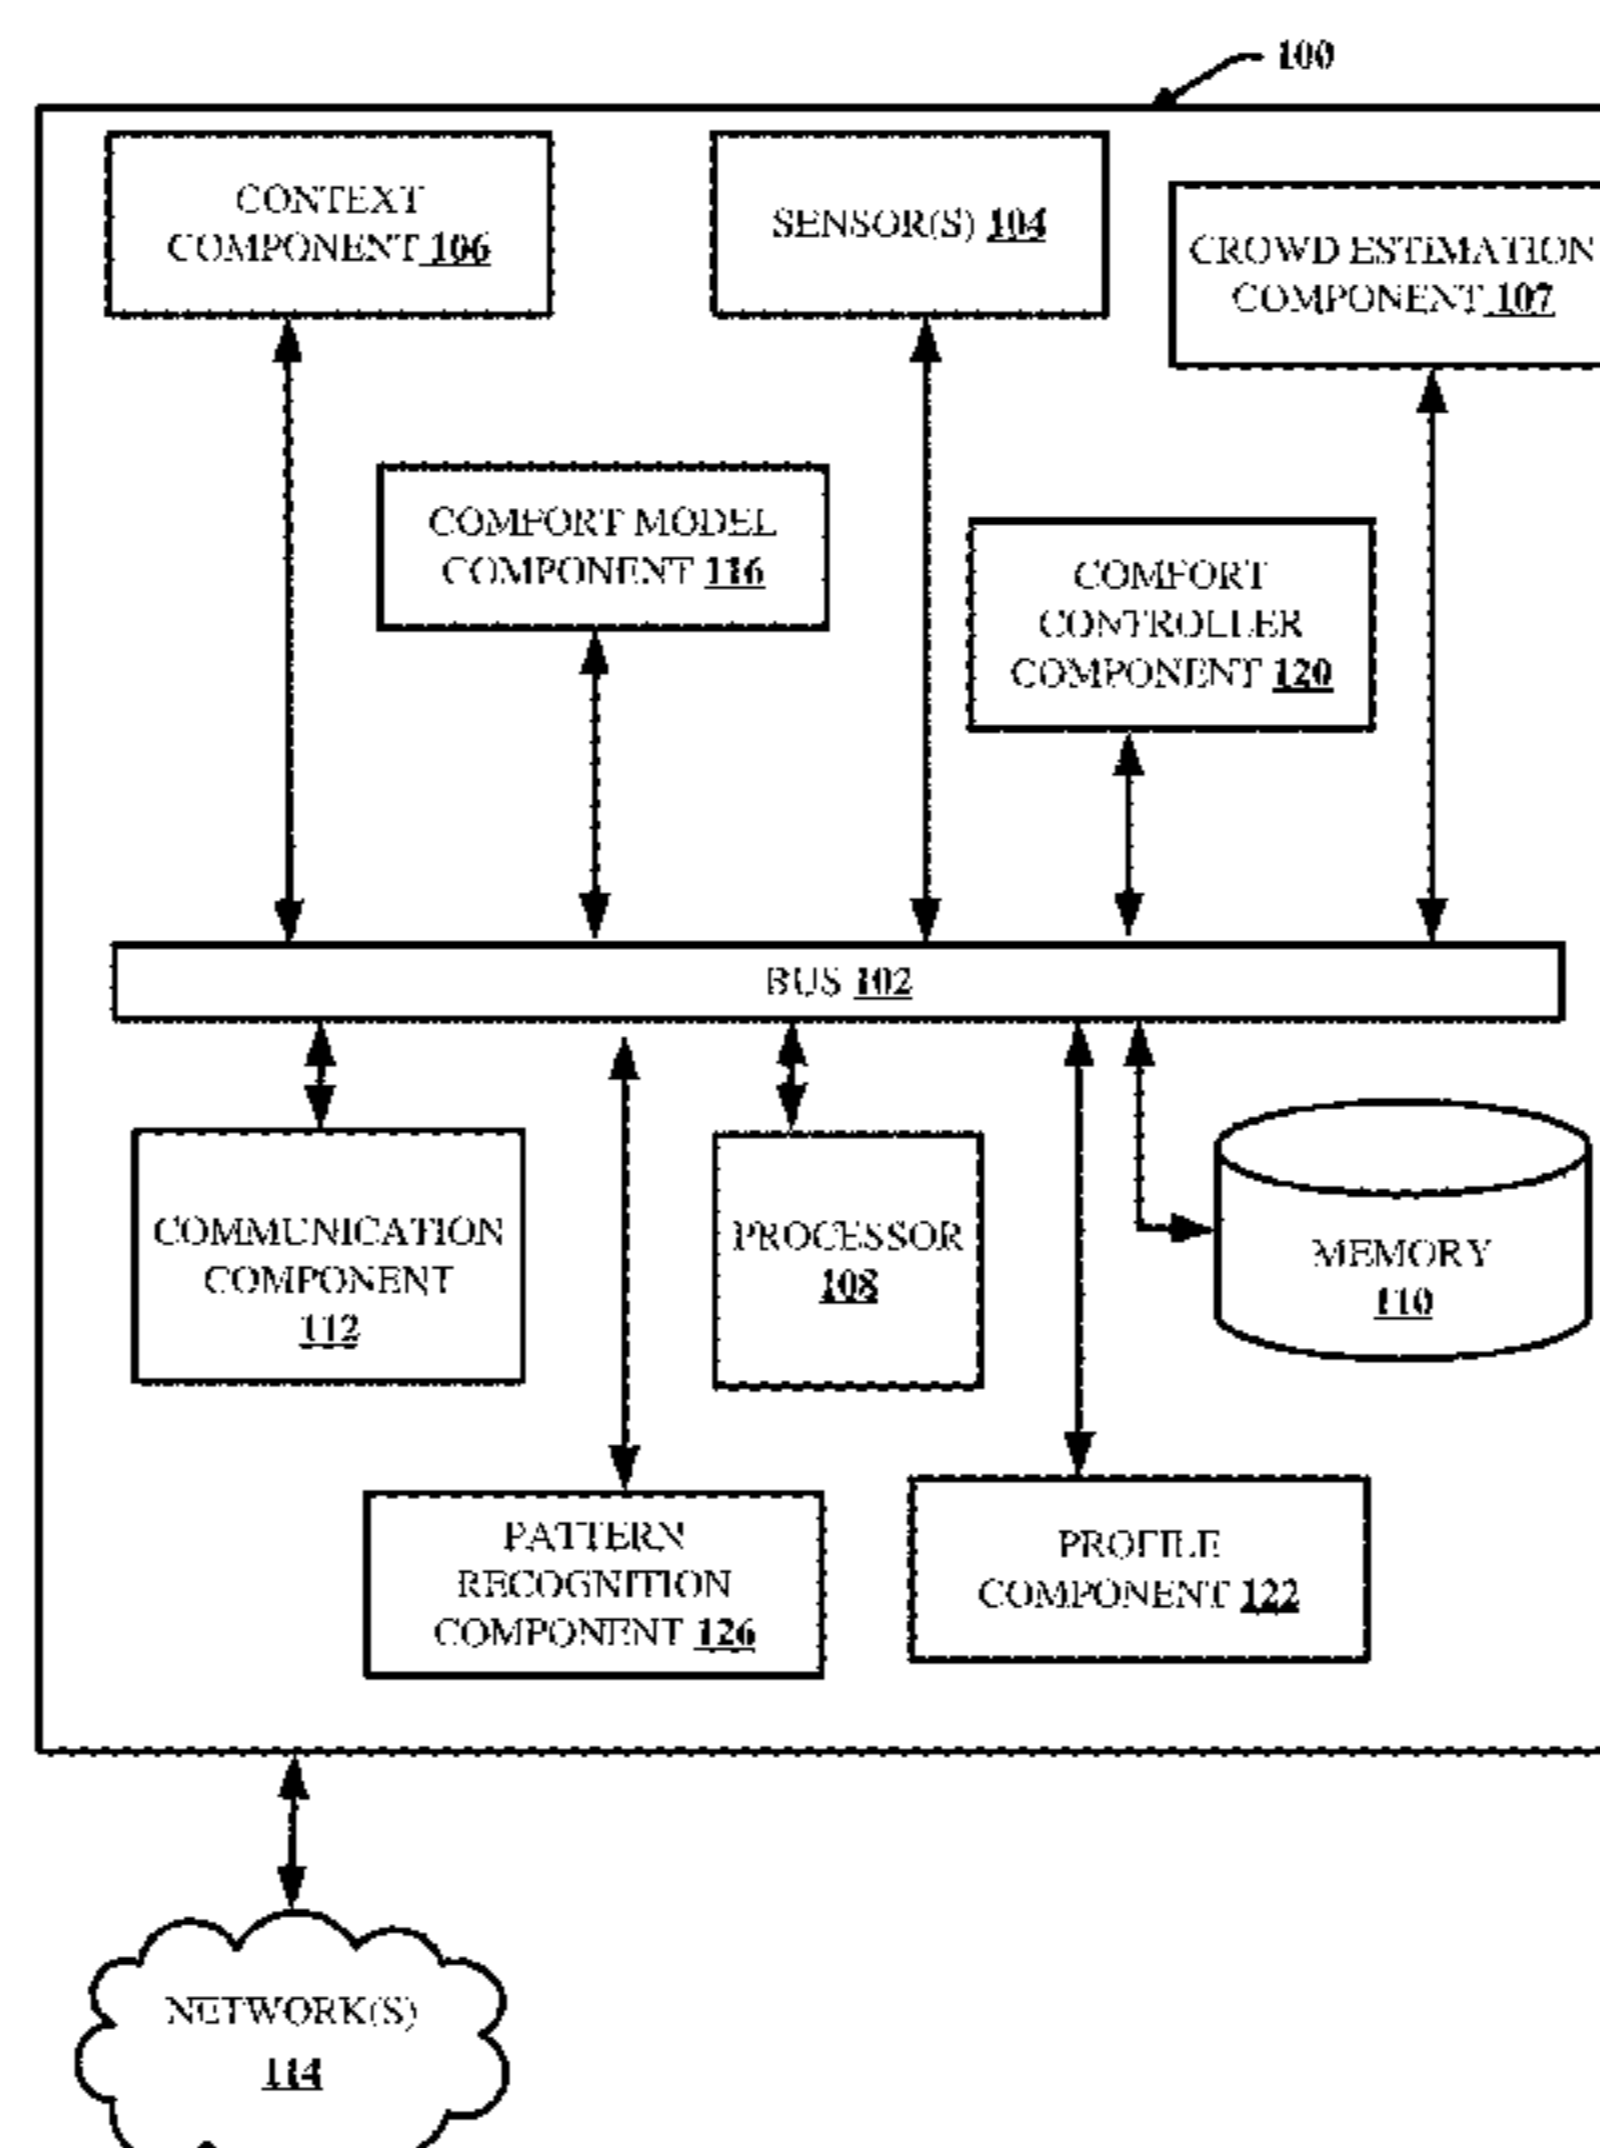 100
CONTEXT
COMPONENT 106
SENSOR(S) 104
CROWD ESTIMATION
COMPONENT 107
COMFORT MODEL
COMPONENT 116
COMFORT
CONTROLLER
COMPONENT 120
BUS 102
COMMUNICATION
COMPONENT
112
PROCESSOR
108
MEMORY
110
PATTERN
RECOGNITION
COMPONENT 126
PROFILE
COMPONENT 122
NETWORK(S)
114